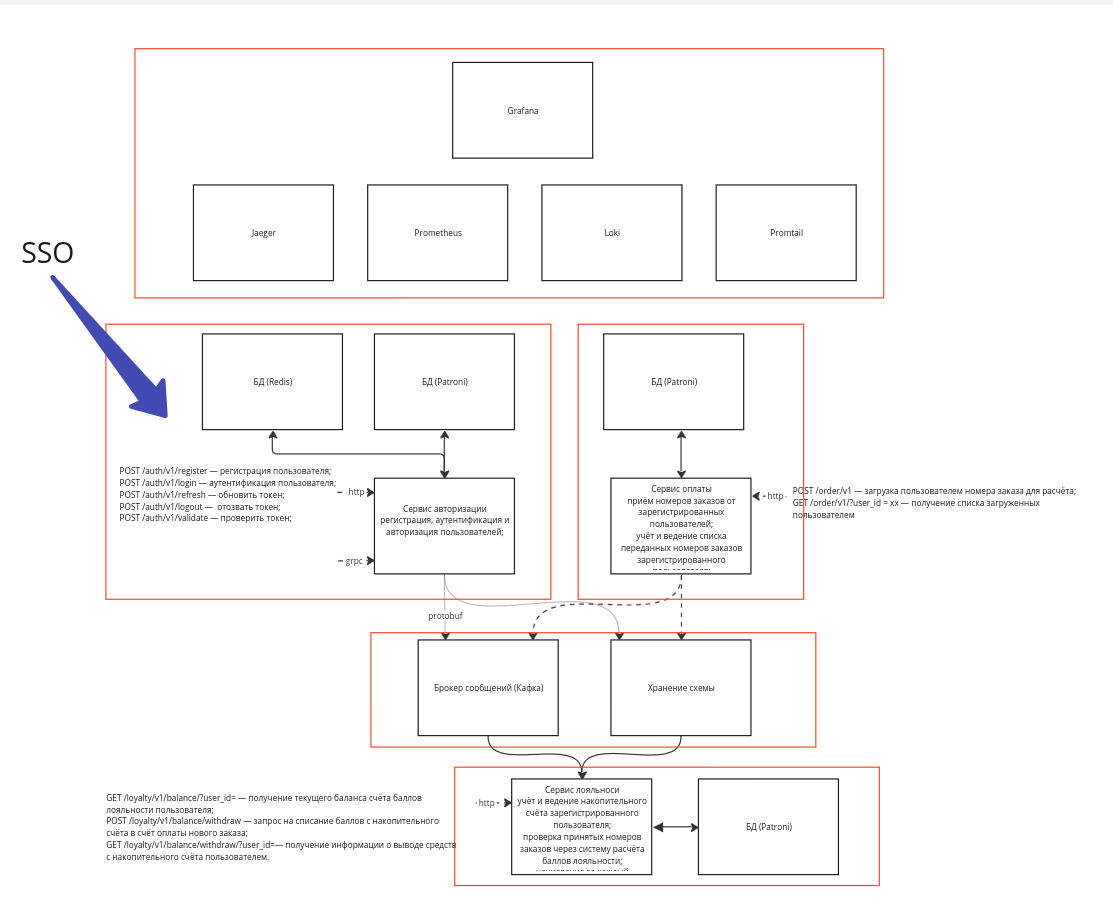 Grafana
Jaeger
Prometheus
Loki
Promtail
SSO
БД (Redis)
БД (Patroni)
БД (Patroni)
POST /auth/v1/register — регистрация пользователя;
POST /auth/v1/login — аутентификация пользователя;
POST /auth/v1/refresh — обновить токен;
POST /auth/v1/logout — отозвать токен;
POST /auth/v1/validate — проверить токен;
http
grpc
Сервис авторизации
регистрация, аутентификация и
авторизация пользователей;
Сервис оплаты
приём номеров заказов от
зарегистрированных
пользователей;
учёт и ведение списка
переданных номеров заказов
зарегистрированного
http
POST /order/v1 — загрузка пользователем номера заказа для расчёта;
GET /order/v1/?user_id = xx — получение списка загруженных
пользователем
protobuf
Брокер сообщений (Кафка)
Хранение схемы
GET /loyalty/v1/balance/?user_id= — получение текущего баланса счёта баллов
лояльности пользователя;
POST /loyalty/v1/balance/withdraw — запрос на списание баллов с накопительного
счёта в счёт оплаты нового заказа;
GET /loyalty/v1/balance/withdraw/?user_id=— получение информации о выводе средств
с накопительного счёта пользователем.
http
Сервис лояльноси
учёт и ведение накопительного
счёта зарегистрированного
пользователя;
проверка принятых номеров
заказов через систему расчёта
баллов лояльности;
БД (Patroni)